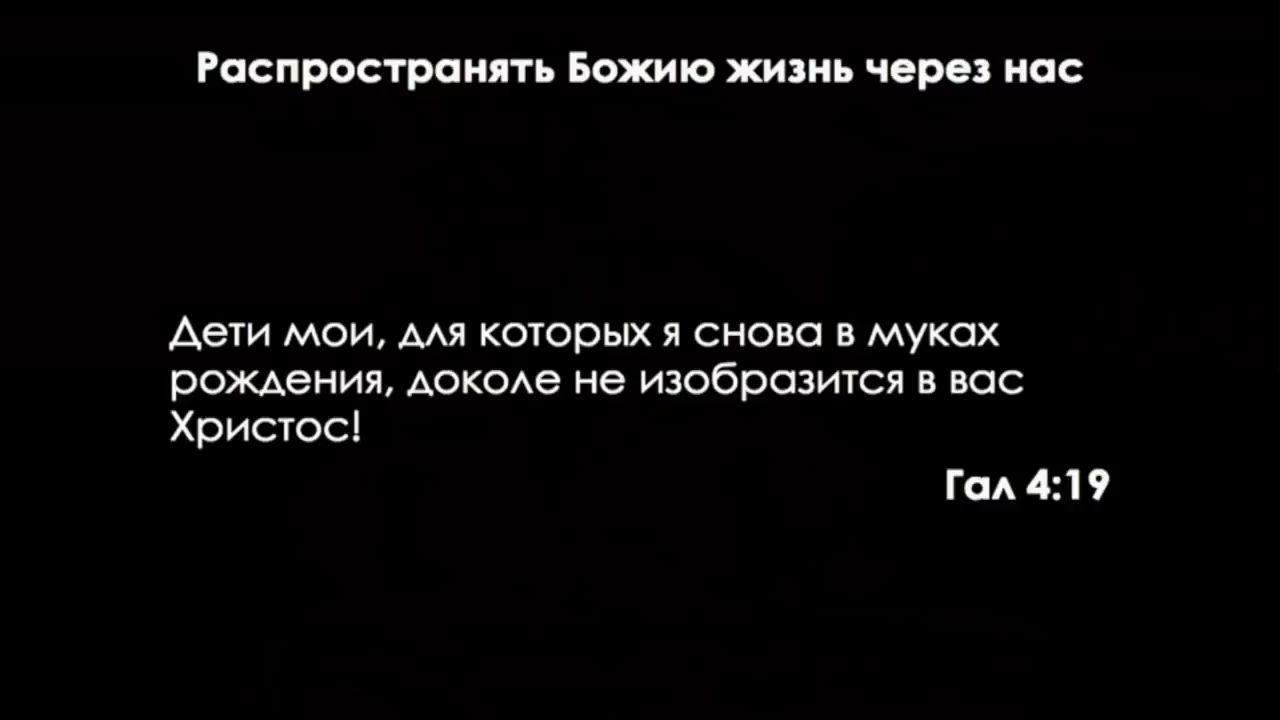 Распространять Божию жизнь через нас
Дети мои, для которых я снова в муках
рождения, доколе не изобразится в вас
Христос!
Гал 4:19